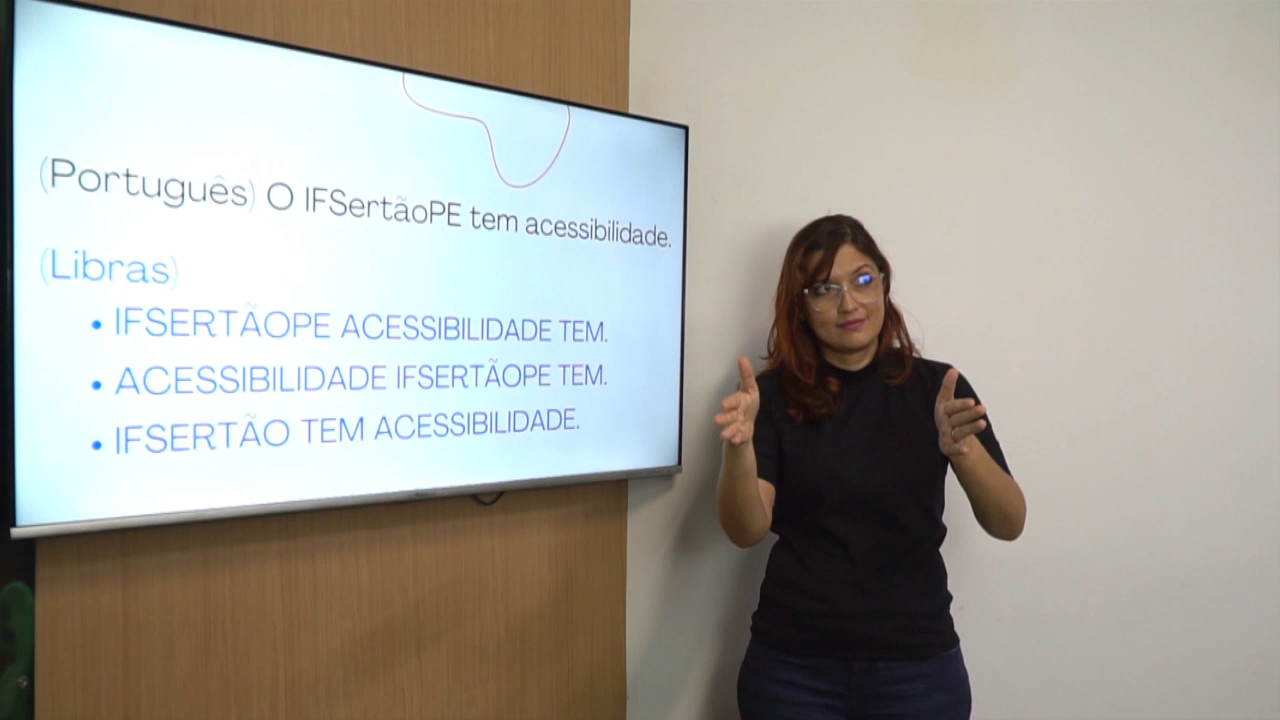 (Português) O IFSertãoPE tem acessibilidade.
(Libras)
• IFSERTÃOPE ACESSIBILIDADE TEM.
• ACESSIBILIDADE IFSERTÃOPE TEM.
• IFSERTÃO TEM ACESSIBILIDADE.